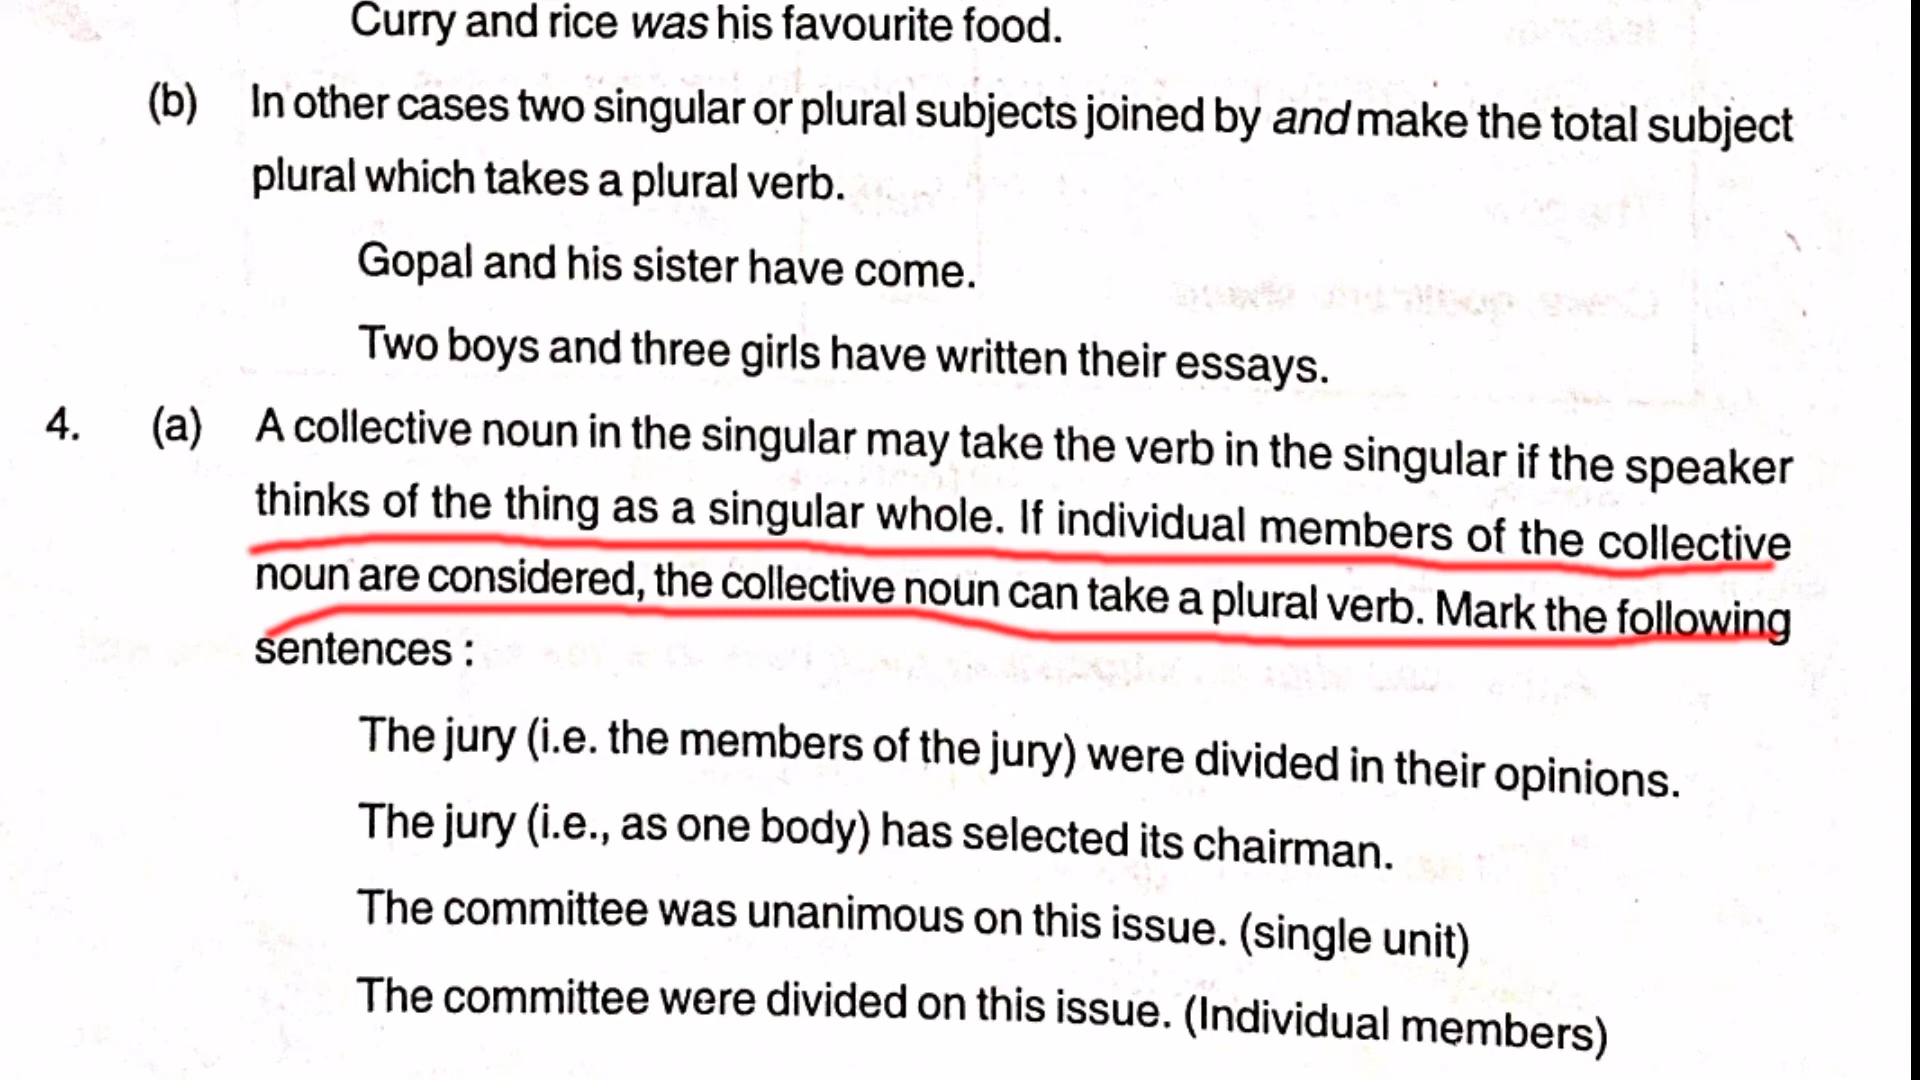 Curry and rice was his favourite food.
(b) In other cases two singular or plural subjects joined by and make the total subject
plural which takes a plural verb.
Gopal and his sister have come.
Two boys and three girls have written their essays.
4. (a) A collective noun in the singular may take the verb in the singular if the speaker
thinks of the thing as a singular whole. If individual members of the collective
noun are considered, the collective noun can take a plural verb. Mark the following
sentences :
The jury (i.e. the members of the jury) were divided in their opinions.
The jury (i.e., as one body) has selected its chairman.
The committee was unanimous on this issue. (single unit)
The committee were divided on this issue. (Individual members)